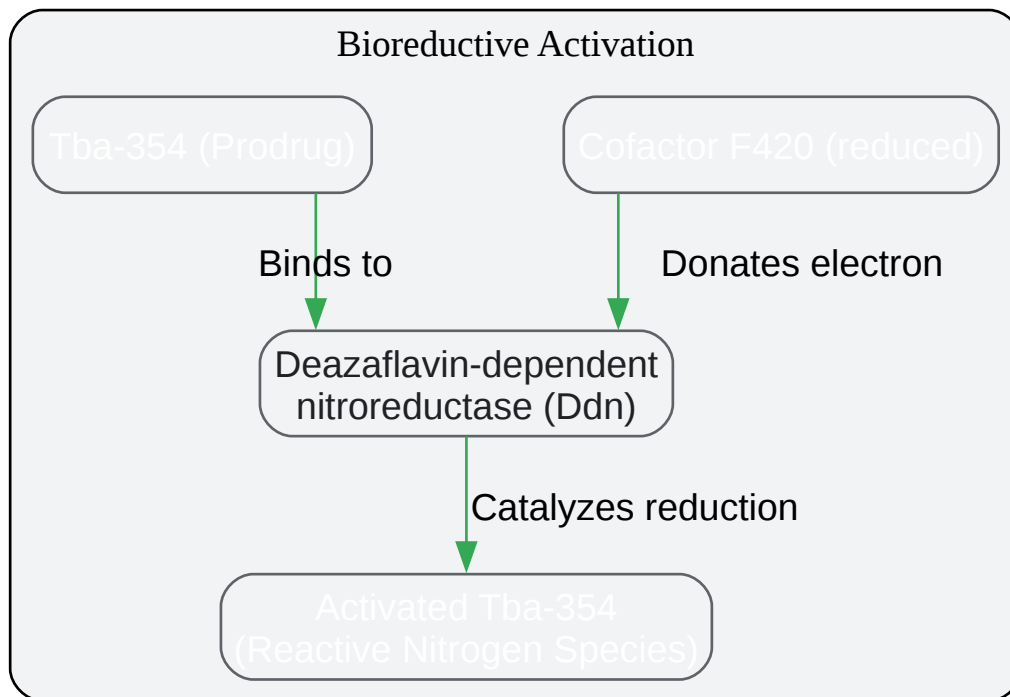 Bioreductive Activation
Tba-354 (Prodrug)
Cofactor F420 (reduced)
Binds to
Donates electron
Deazaflavin-dependent
nitroreductase (Ddn)
Catalyzes reduction
Activated Tba-354
(Reactive Nitrogen Species)